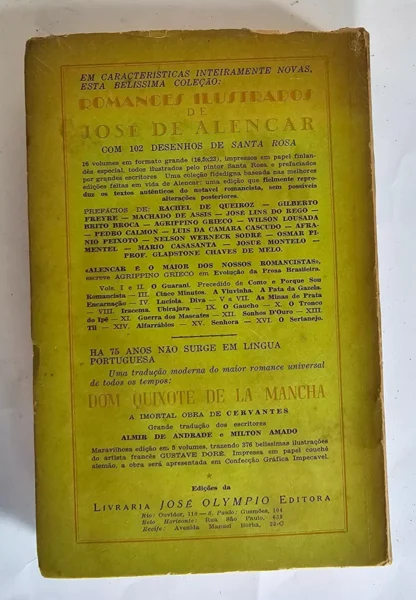 EM CARACTERÍSTICAS INTEIRAMENTE NOVAS,
ESTA BELÍSSIMA COLEÇÃO:
ROMANCES ILUSTRADOS
DE
JOSÉ DE ALENCAR
COM 102 DESENHOS DE SANTA ROSA
16 volumes em formato grande (16,5x23), impressos em papel finlan-
dês especial, todos ilustrados pelo pintor Santa Rosa e prefaciados
por grandes escritores. Uma coleção fidedigna baseada nas melhores
edições feitas em vida de Alencar: uma edição que fielmente repro-
duz os textos autênticos do notável romancista, sem possíveis
alterações posteriores.
PREFÁCIOS DE: RACHEL DE QUEIROZ — GILBERTO
FREYRE — MACHADO DE ASSIS — JOSÉ LINS DO REGO —
BRITO BROCA — AGRIPPINO GRIECO — WILSON LOUSADA
— PEDRO CALMON — LUIS DA CAMARA CASCUDO — AFRA-
NIO PEIXOTO — NELSON WERNECK SODRÉ — OSMAR PI-
MENTEL — MARIO CASASANTA — JOSUÉ MONTELO —
PROF. GLADSTONE CHAVES DE MELO.
«ALENCAR É O MAIOR DOS NOSSOS ROMANCISTAS»,
escreve AGRIPPINO GRIECO em Evolução da Prosa Brasileira.
Vols. I e II. O Guaraní. Precedido de Como e Porque Sou
Romancista — III. Cinco Minutos. A Viuvinha. A Pata da Gazela.
Encarnação — IV. Lucíola. Diva — V a VII. As Minas de Prata
— VIII. Iracema. Ubirajara — IX. O Gaucho — X. O Tronco
do Ipê — XI. Guerra dos Mascates — XII. Sonhos D'Ouro — XIII.
Til — XIV. Alfarrábios — XV. Senhora — XVI. O Sertanejo.
HÁ 75 ANOS NÃO SURGE EM LINGUA
PORTUGUESA
Uma tradução moderna do maior romance universal
de todos os tempos:
DOM QUIXOTE DE LA MANCHA
A IMORTAL OBRA DE CERVANTES
Grande tradução dos escritores
ALMIR DE ANDRADE e MILTON AMADO
Maravilhosa edição em 5 volumes, trazendo 376 belíssimas ilustrações
do artista francês GUSTAVE DORÉ. Impressa em papel couché
alemão, a obra será apresentada em Confecção Gráfica Impecavel.
*
Edições da
LIVRARIA JOSÉ OLYMPIO EDITORA
Rio: Ouvidor, 110 — S. Paulo: Gusmões, 104
Belo Horizonte: Rua São Paulo,
Recife: Avenida Manuel Borba,